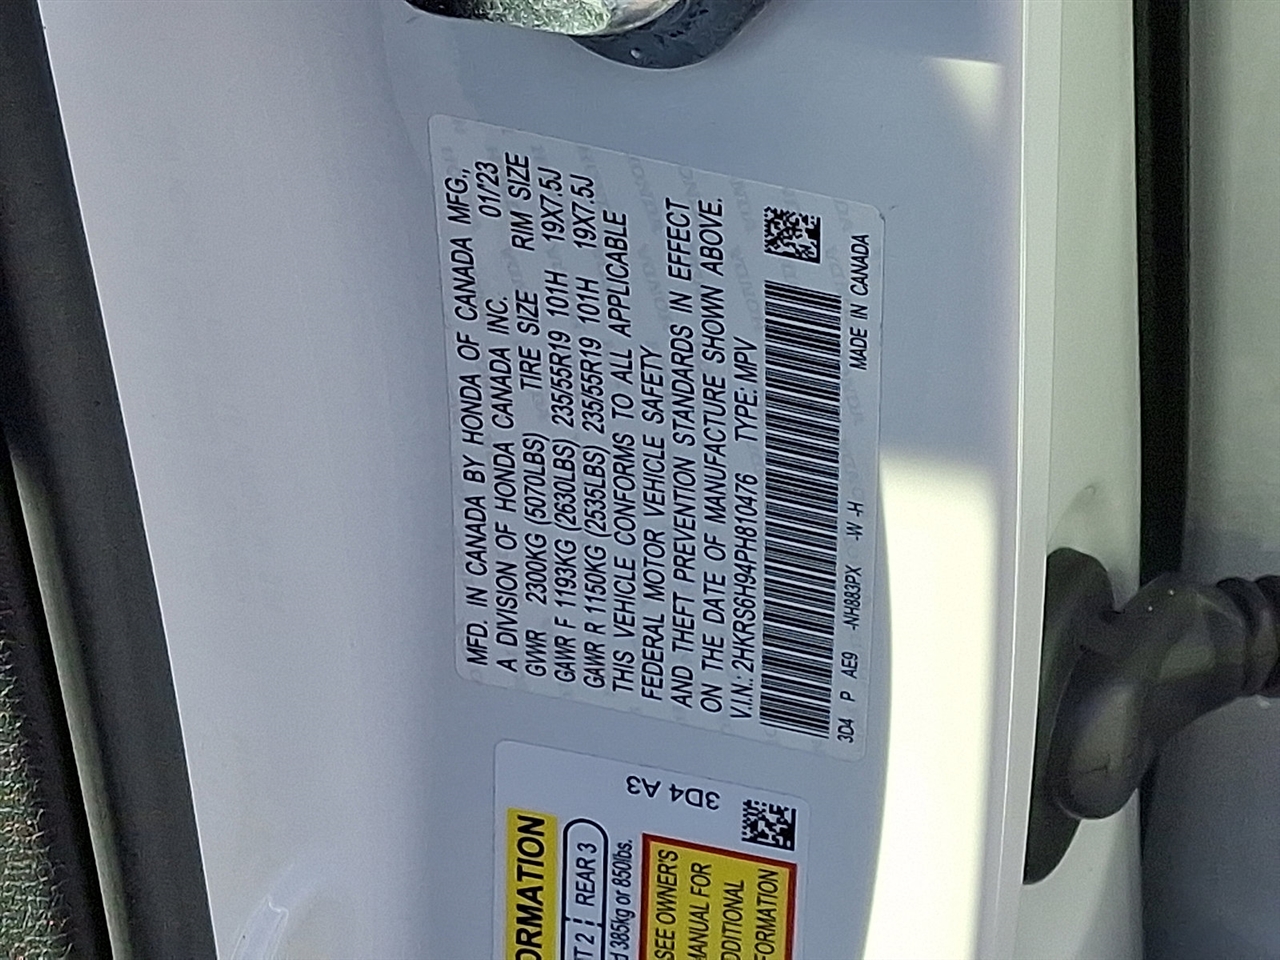 MFD. IN CANADA BY HONDA OF CANADA MFG.,
A DIVISION OF HONDA CANADA INC. 01/23
GVWR 2300KG (5070LBS) TIRE SIZE RIM SIZE
GAWR F 1193KG (2630LBS) 235/55R19 101H 19X7.5J
GAWR R 1150KG (2535LBS) 235/55R19 101H 19X7.5J
THIS VEHICLE CONFORMS TO ALL APPLICABLE
FEDERAL MOTOR VEHICLE SAFETY
AND THEFT PREVENTION STANDARDS IN EFFECT
ON THE DATE OF MANUFACTURE SHOWN ABOVE.
V.I.N.: 2HKRS6H94PH810476 TYPE: MPV
3D4 P AE9 -NH883PX -W -H MADE IN CANADA
3D4 A3
ORMATION
2 REAR 3
385kg or 850lbs.
SEE OWNER'S
MANUAL FOR
DDITIONAL
FORMATION